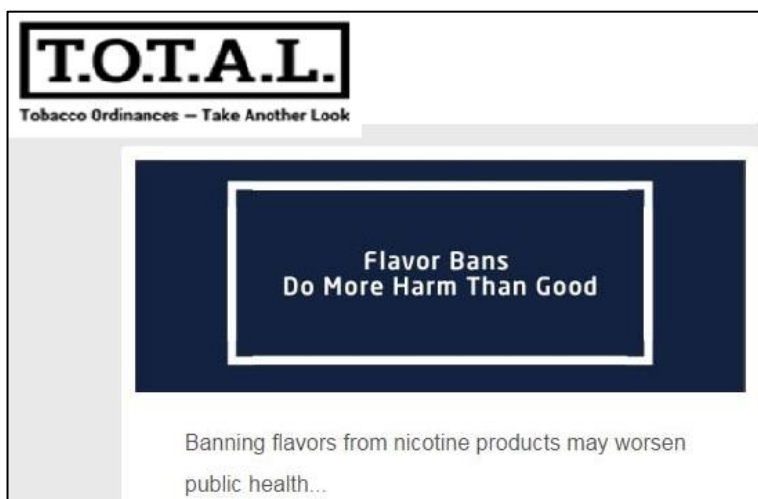 T.O.T.A.L.
Tobacco Ordinances — Take Another Look
Flavor Bans
Do More Harm Than Good
Banning flavors from nicotine products may worsen
public health...